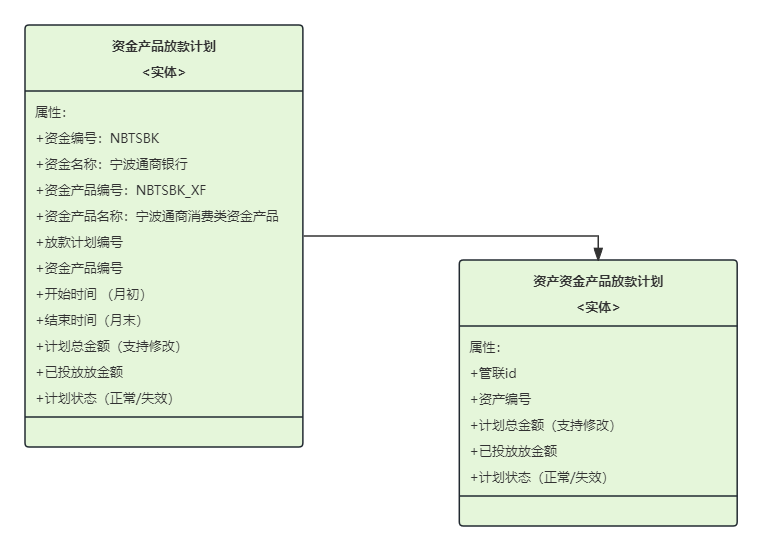 资金产品放款计划
<实体>
属性：
+资金编号：NBTSBK
+资金名称：宁波通商银行
+资金产品编号：NBTSBK_XF
+资金产品名称：宁波通商消费类资金产品
+放款计划编号
+资金产品编号
+开始时间 （月初）
+结束时间（月末）
+计划总金额（支持修改）
+已投放放金额
+计划状态（正常/失效）
资产资金产品放款计划
<实体>
属性：
+管联id
+资产编号
+计划总金额（支持修改）
+已投放放金额
+计划状态（正常/失效）